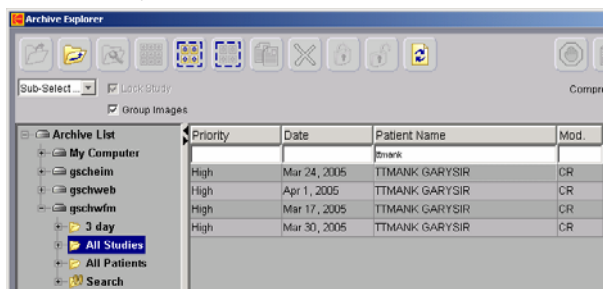 Archive Explorer
Sub-Select ...
Lock Study
Compr
Group Images
Archive List
My Computer
gscheim
gschweb
gschwfm
3 day
All Studies
All Patients
Search
Priority Date Patient Name Mod.
ttmank
High Mar 24, 2005 TTMANK GARYSIR CR
High Apr 1, 2005 TTMANK GARYSIR CR
High Mar 17, 2005 TTMANK GARYSIR CR
High Mar 30, 2005 TTMANK GARYSIR CR